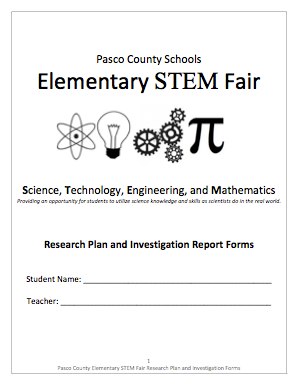 Pasco County Schools
Elementary STEM Fair
π
Science, Technology, Engineering, and Mathematics
Providing an opportunity for students to utilize science knowledge and skills as scientists do in the real world.
Research Plan and Investigation Report Forms
Student Name: ________________________________________
Teacher: _____________________________________________
1
Pasco County Elementary STEM Fair Research Plan and Investigation Forms